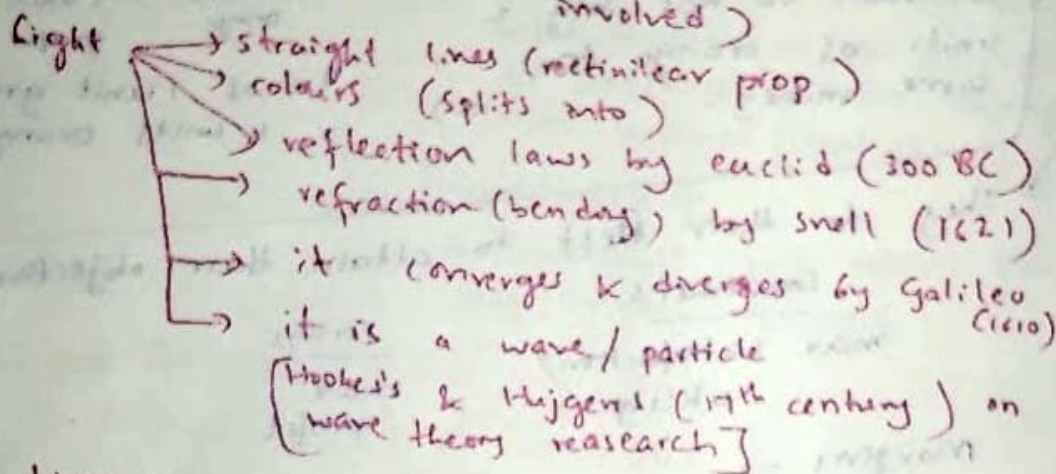 involved )
Light
straight lines (rectinilear prop )
colours (splits into)
reflection laws by euclid (300 BC)
refraction (bending) by snell (1621)
it converges & diverges by Galileo
(1610)
it is a wave / particle
[Hookes's & Hujgens (17th century) on
wave theory reasearch]